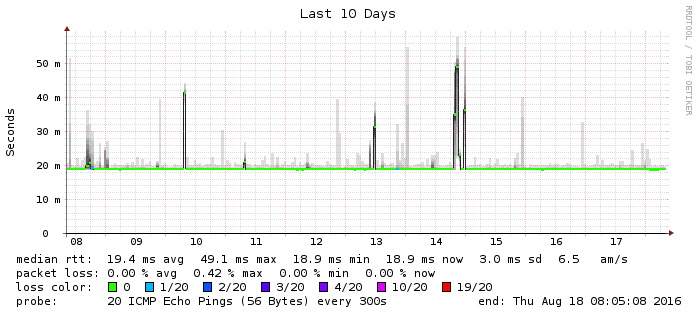 Last 10 Days
RRDTOOL / TOBI OETIKER
Seconds
50 m
40 m
30 m
20 m
10 m
0
08 09 10 11 12 13 14 15 16 17
median rtt: 19.4 ms avg 49.1 ms max 18.9 ms min 18.9 ms now 3.0 ms sd 6.5 am/s
packet loss: 0.00 % avg 0.42 % max 0.00 % min 0.00 % now
loss color: 0 1/20 2/20 3/20 4/20 10/20 19/20
probe: 20 ICMP Echo Pings (56 Bytes) every 300s end: Thu Aug 18 08:05:08 2016